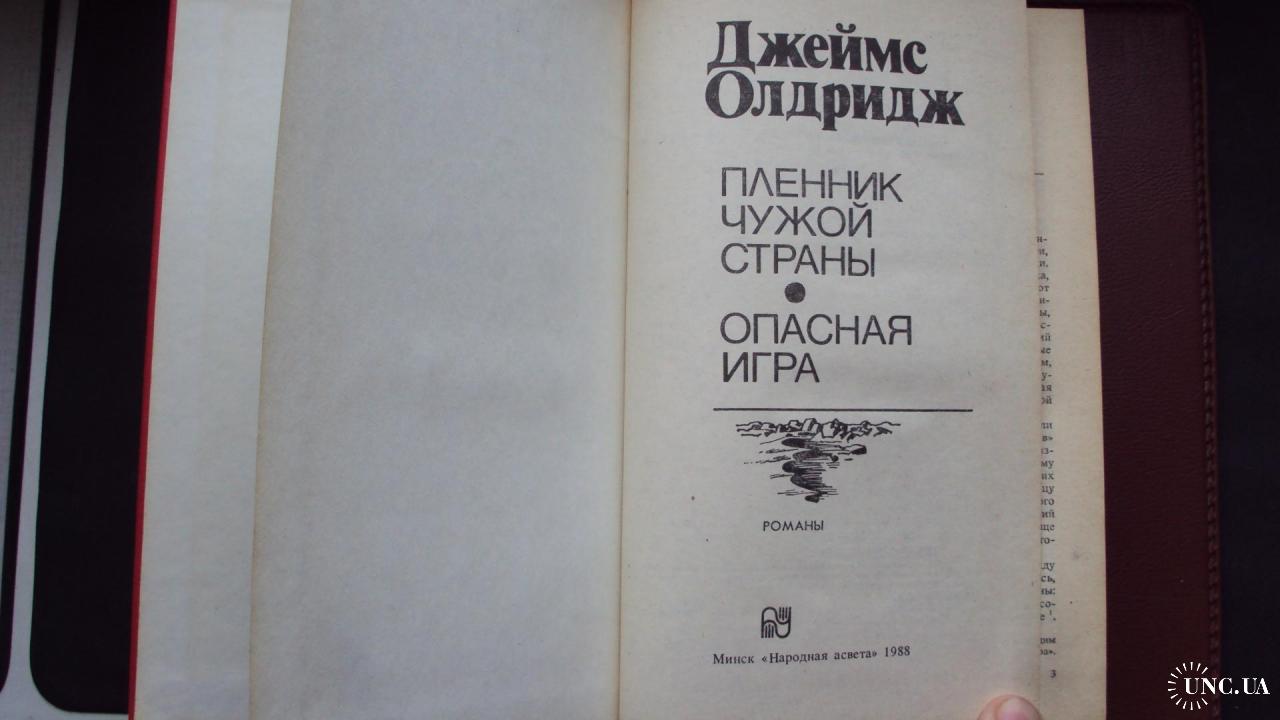 Джеймс
Олдридж
ПЛЕННИК
ЧУЖОЙ
СТРАНЫ
ОПАСНАЯ
ИГРА
РОМАНЫ
Минск «Народная асвета» 1988
3
UNC.UA